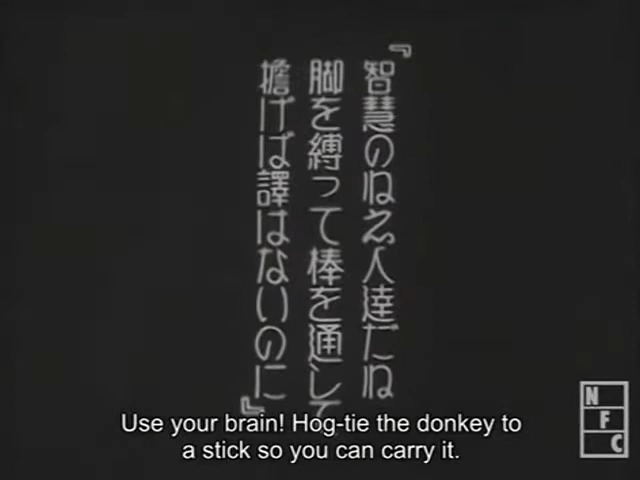 『智慧のねえ人達だね
脚を縛って棒を通して
擔げば譯はないのに』
Use your brain! Hog-tie the donkey to
a stick so you can carry it.
NFC